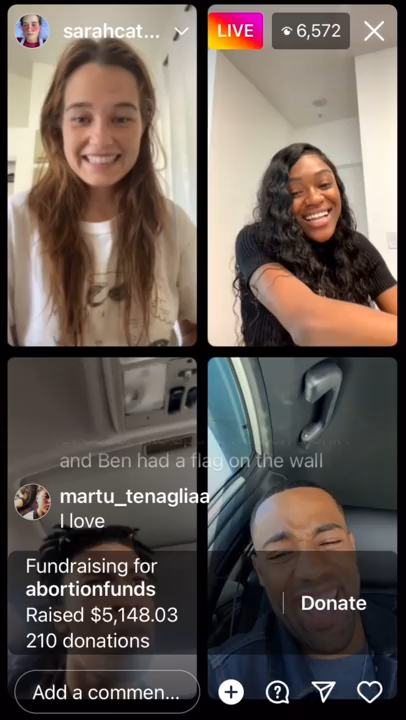 sarahcat...
LIVE
6,572
and Ben had a flag on the wall
martu_tenagliaa
I love
Fundraising for
abortionfunds
Raised $5,148.03
210 donations
Donate
Add a commen...